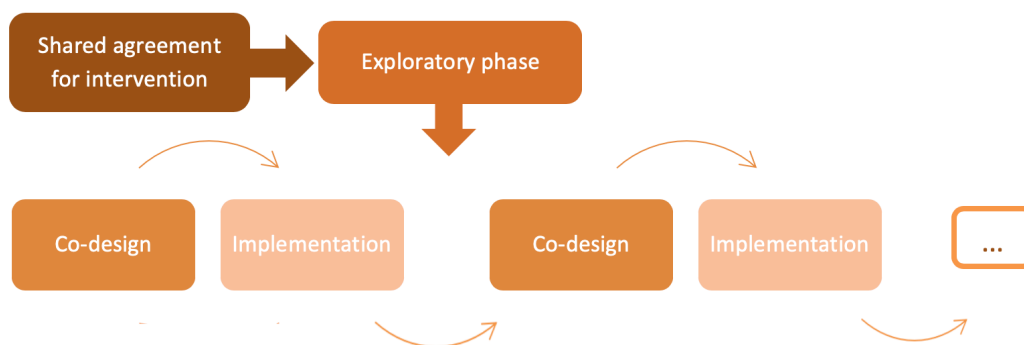 Shared agreement
for intervention
Exploratory phase
Co-design
Implementation
Co-design
Implementation
...